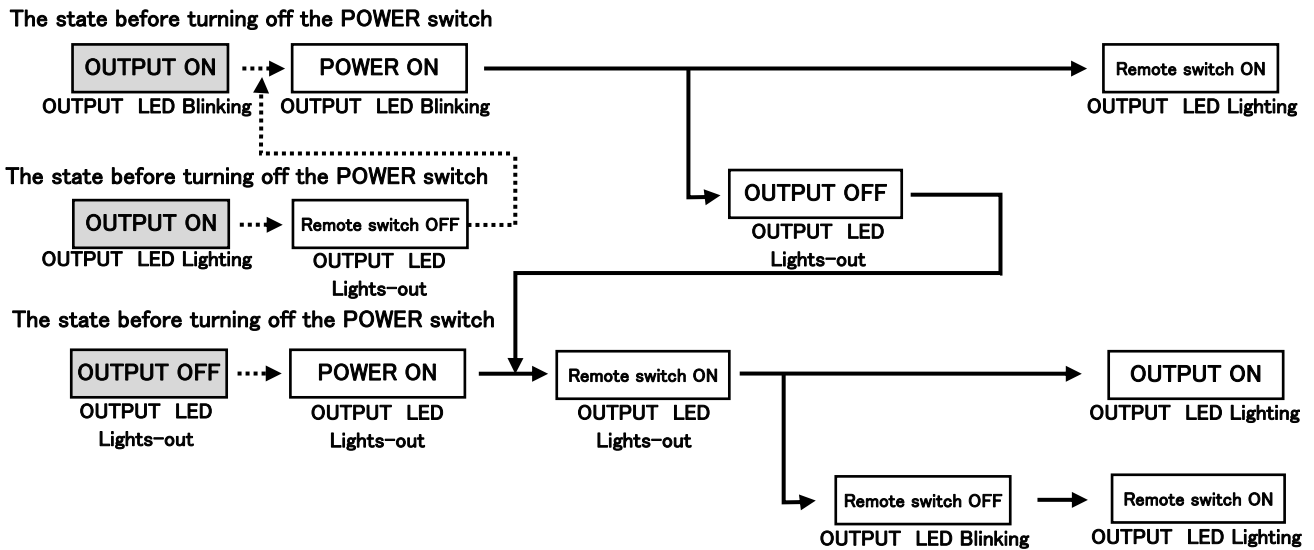 The state before turning off the POWER switch
OUTPUT ON
POWER ON
Remote switch ON
OUTPUT LED Blinking
OUTPUT LED Blinking
OUTPUT LED Lighting
The state before turning off the POWER switch
OUTPUT OFF
OUTPUT ON
Remote switch OFF
OUTPUT LED
Lights-out
OUTPUT LED Lighting
OUTPUT LED
Lights-out
The state before turning off the POWER switch
OUTPUT OFF
POWER ON
Remote switch ON
OUTPUT ON
OUTPUT LED
Lights-out
OUTPUT LED
Lights-out
OUTPUT LED
Lights-out
OUTPUT LED Lighting
Remote switch OFF
Remote switch ON
OUTPUT LED Blinking
OUTPUT LED Lighting